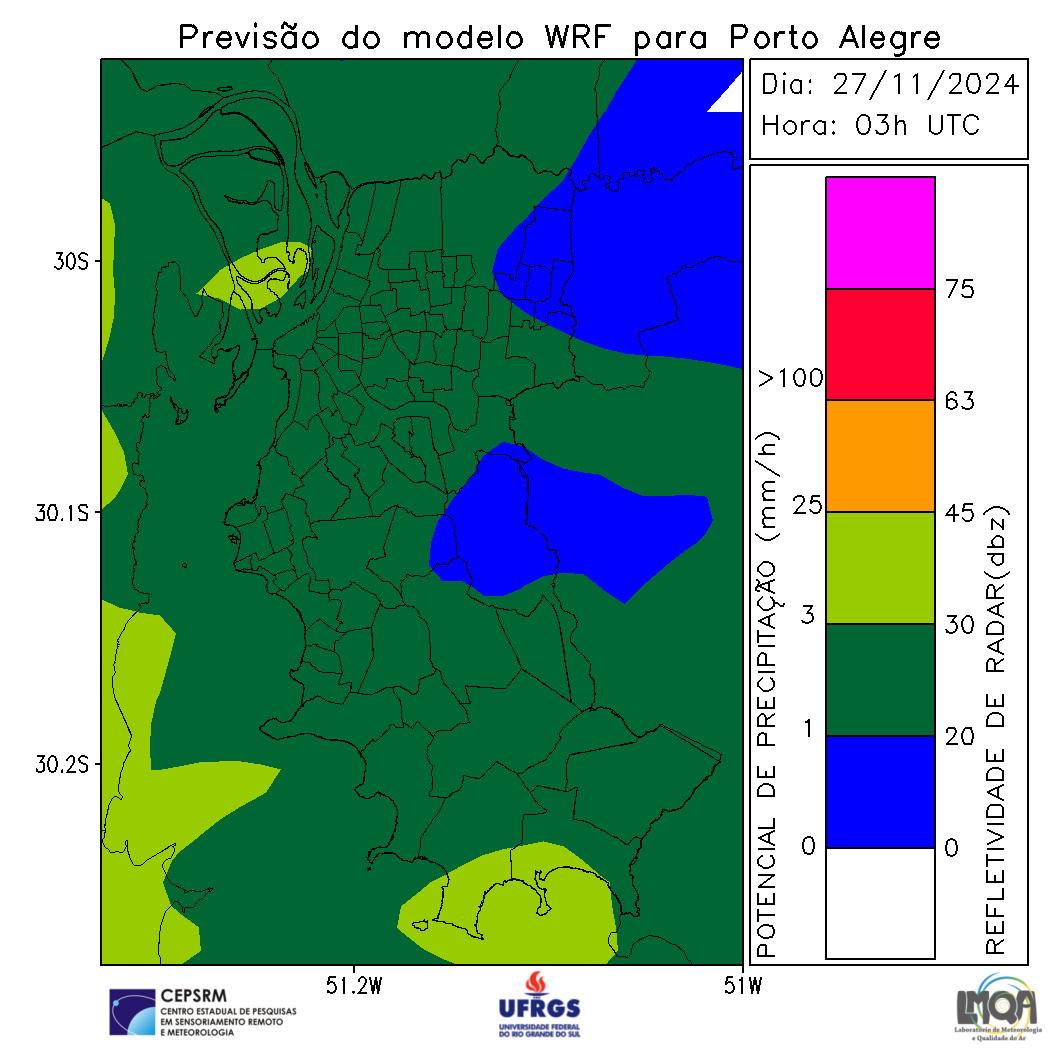 Previsão do modelo WRF para Porto Alegre
Dia: 27/11/2024
Hora: 03h UTC
30S
30.1S
30.2S
51.2W
51W
POTENCIAL DE PRECIPITAÇÃO (mm/h)
>100
25
3
1
0
75
63
45
30
20
0
REFLETIVIDADE DE RADAR(dbz)
CEPSRM
CENTRO ESTADUAL DE PESQUISAS
EM SENSORIAMENTO REMOTO
E METEOROLOGIA
UFRGS
UNIVERSIDADE FEDERAL
DO RIO GRANDE DO SUL
LMQA
Laboratório de Meteorologia
e Qualidade do Ar